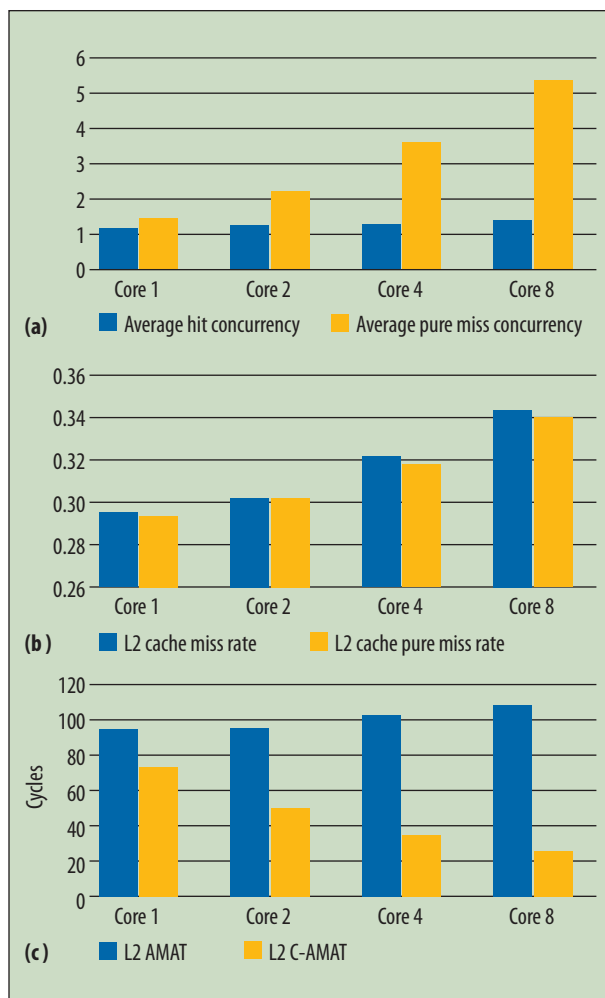 6
5
4
3
2
1
0
Core 1 Core 2 Core 4 Core 8
(a) Average hit concurrency Average pure miss concurrency
0.36
0.34
0.32
0.30
0.28
0.26
Core 1 Core 2 Core 4 Core 8
(b ) L2 cache miss rate L2 cache pure miss rate
120
100
80
60
40
20
0
Cycles
Core 1 Core 2 Core 4 Core 8
(c ) L2 AMAT L2 C-AMAT